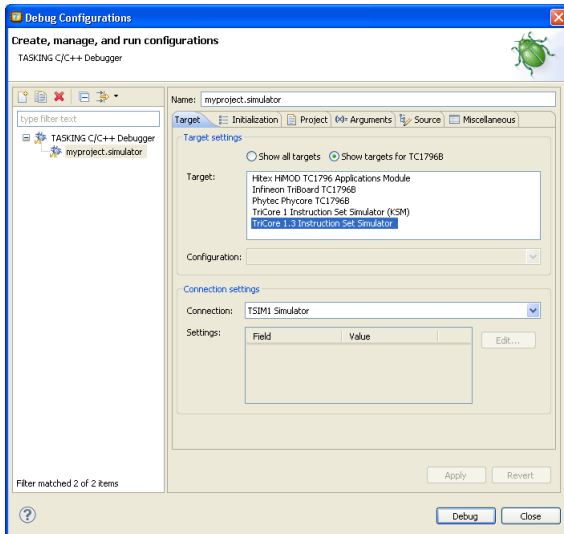 Debug Configurations
Create, manage, and run configurations
TASKING C/C++ Debugger
type filter text
TASKING C/C++ Debugger
myproject.simulator
Filter matched 2 of 2 items
Name: myproject.simulator
Target Initialization Project (x)= Arguments Source Miscellaneous
Target settings
Show all targets Show targets for TC1796B
Target:
Hitex HiMOD TC1796 Applications Module
Infineon TriBoard TC1796B
Phytec Phycore TC1796B
TriCore 1 Instruction Set Simulator (KSM)
TriCore 1.3 Instruction Set Simulator
Configuration:
Connection settings
Connection: TSIM1 Simulator
Settings: Field Value Edit...
Apply Revert
? Debug Close